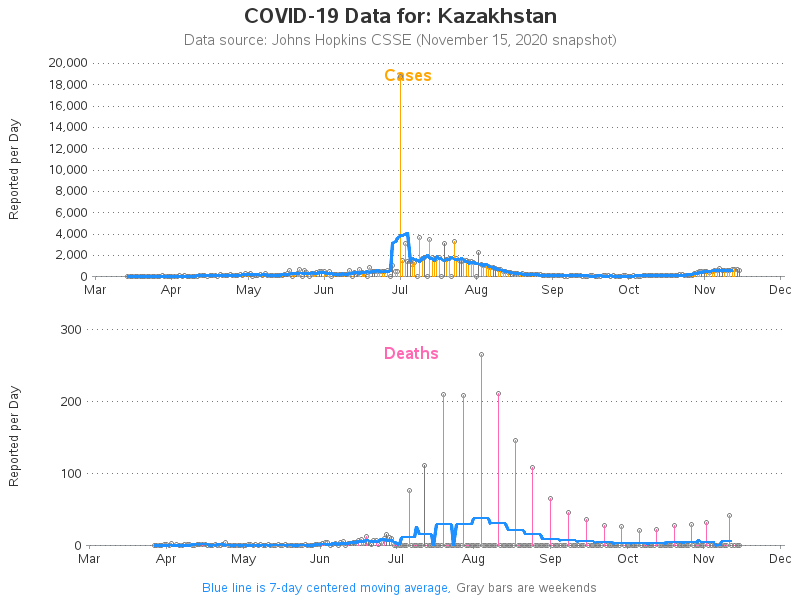 COVID-19 Data for: Kazakhstan
Data source: Johns Hopkins CSSE (November 15, 2020 snapshot)
Cases
Reported per Day
20,000
18,000
16,000
14,000
12,000
10,000
8,000
6,000
4,000
2,000
0
Mar Apr May Jun Jul Aug Sep Oct Nov Dec
Deaths
Reported per Day
300
200
100
0
Mar Apr May Jun Jul Aug Sep Oct Nov Dec
Blue line is 7-day centered moving average, Gray bars are weekends